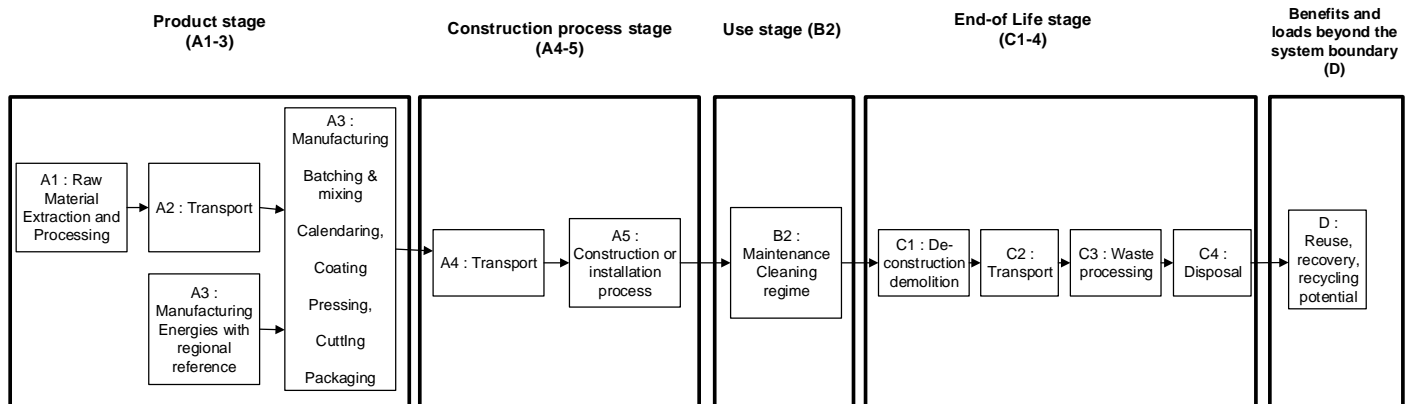 Product stage
(A1-3)
Construction process stage
(A4-5)
Use stage (B2)
End-of Life stage
(C1-4)
Benefits and
loads beyond the
system boundary
(D)
A1 : Raw
Material
Extraction and
Processing
A2 : Transport
A3 :
Manufacturing
Energies with
regional
reference
A3 :
Manufacturing
Batching &
mixing
Calendaring,
Coating
Pressing,
CuttIng
Packaging
A4 : Transport
A5 :
Construction or
installation
process
B2 :
Maintenance
Cleaning
regime
C1 : De-
construction
demolition
C2 :
Transport
C3 : Waste
processing
C4 :
Disposal
D :
Reuse,
recovery,
recycling
potential